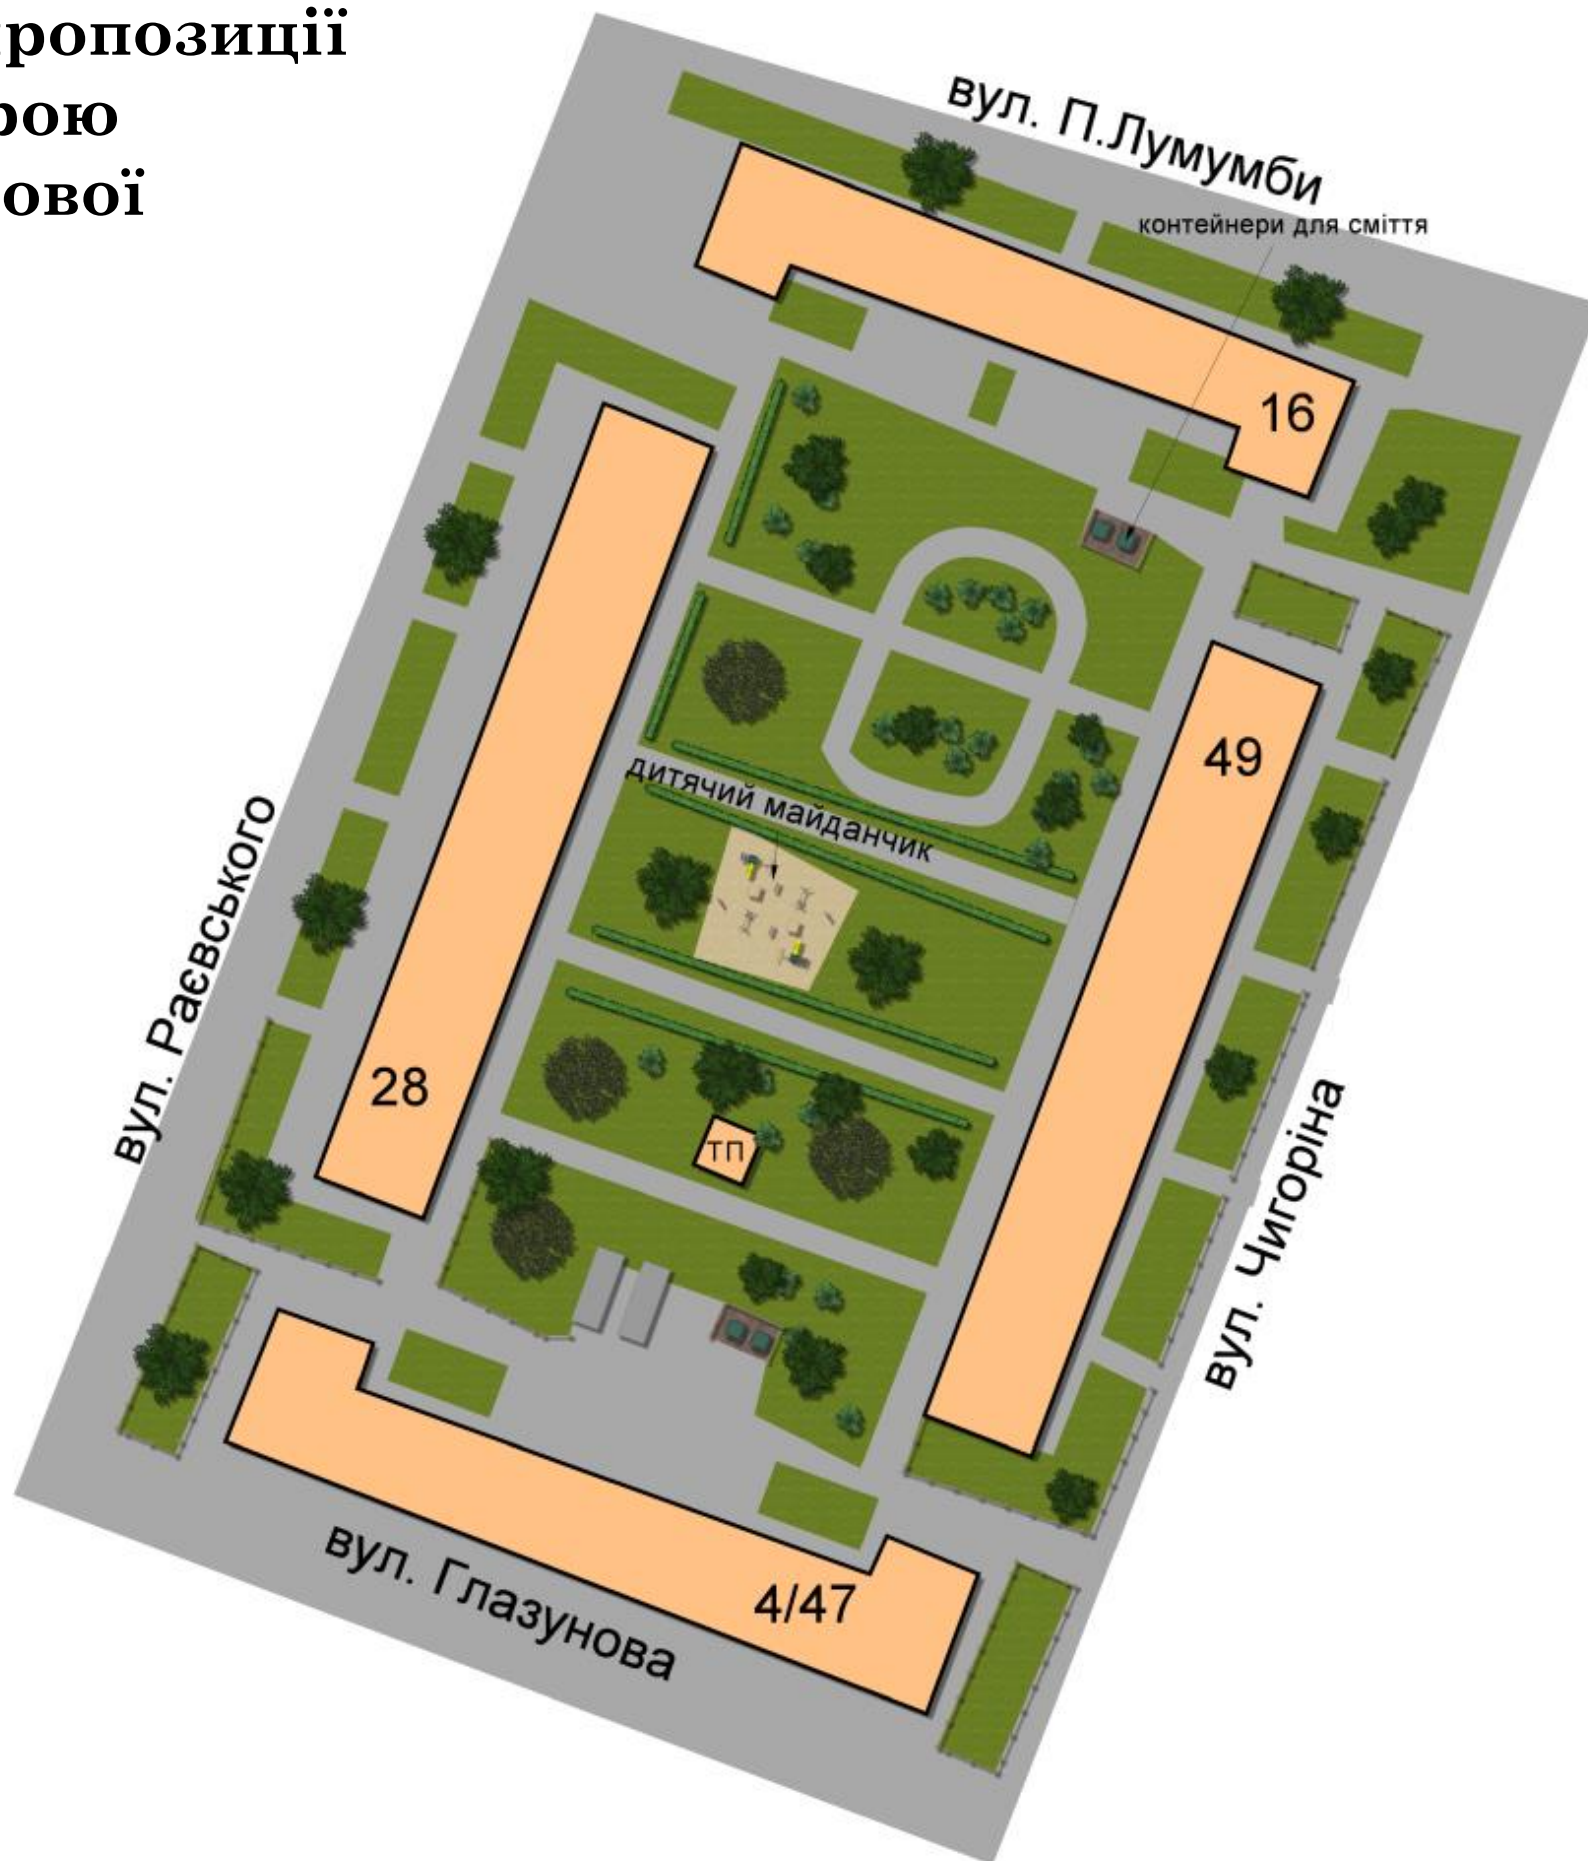 ропозиції
рою
ової
вул. П.Лумумби
контейнери для сміття
16
49
дитячий майданчик
вул. Раєвського
28
ТП
вул. Чигоріна
4/47
вул. Глазунова